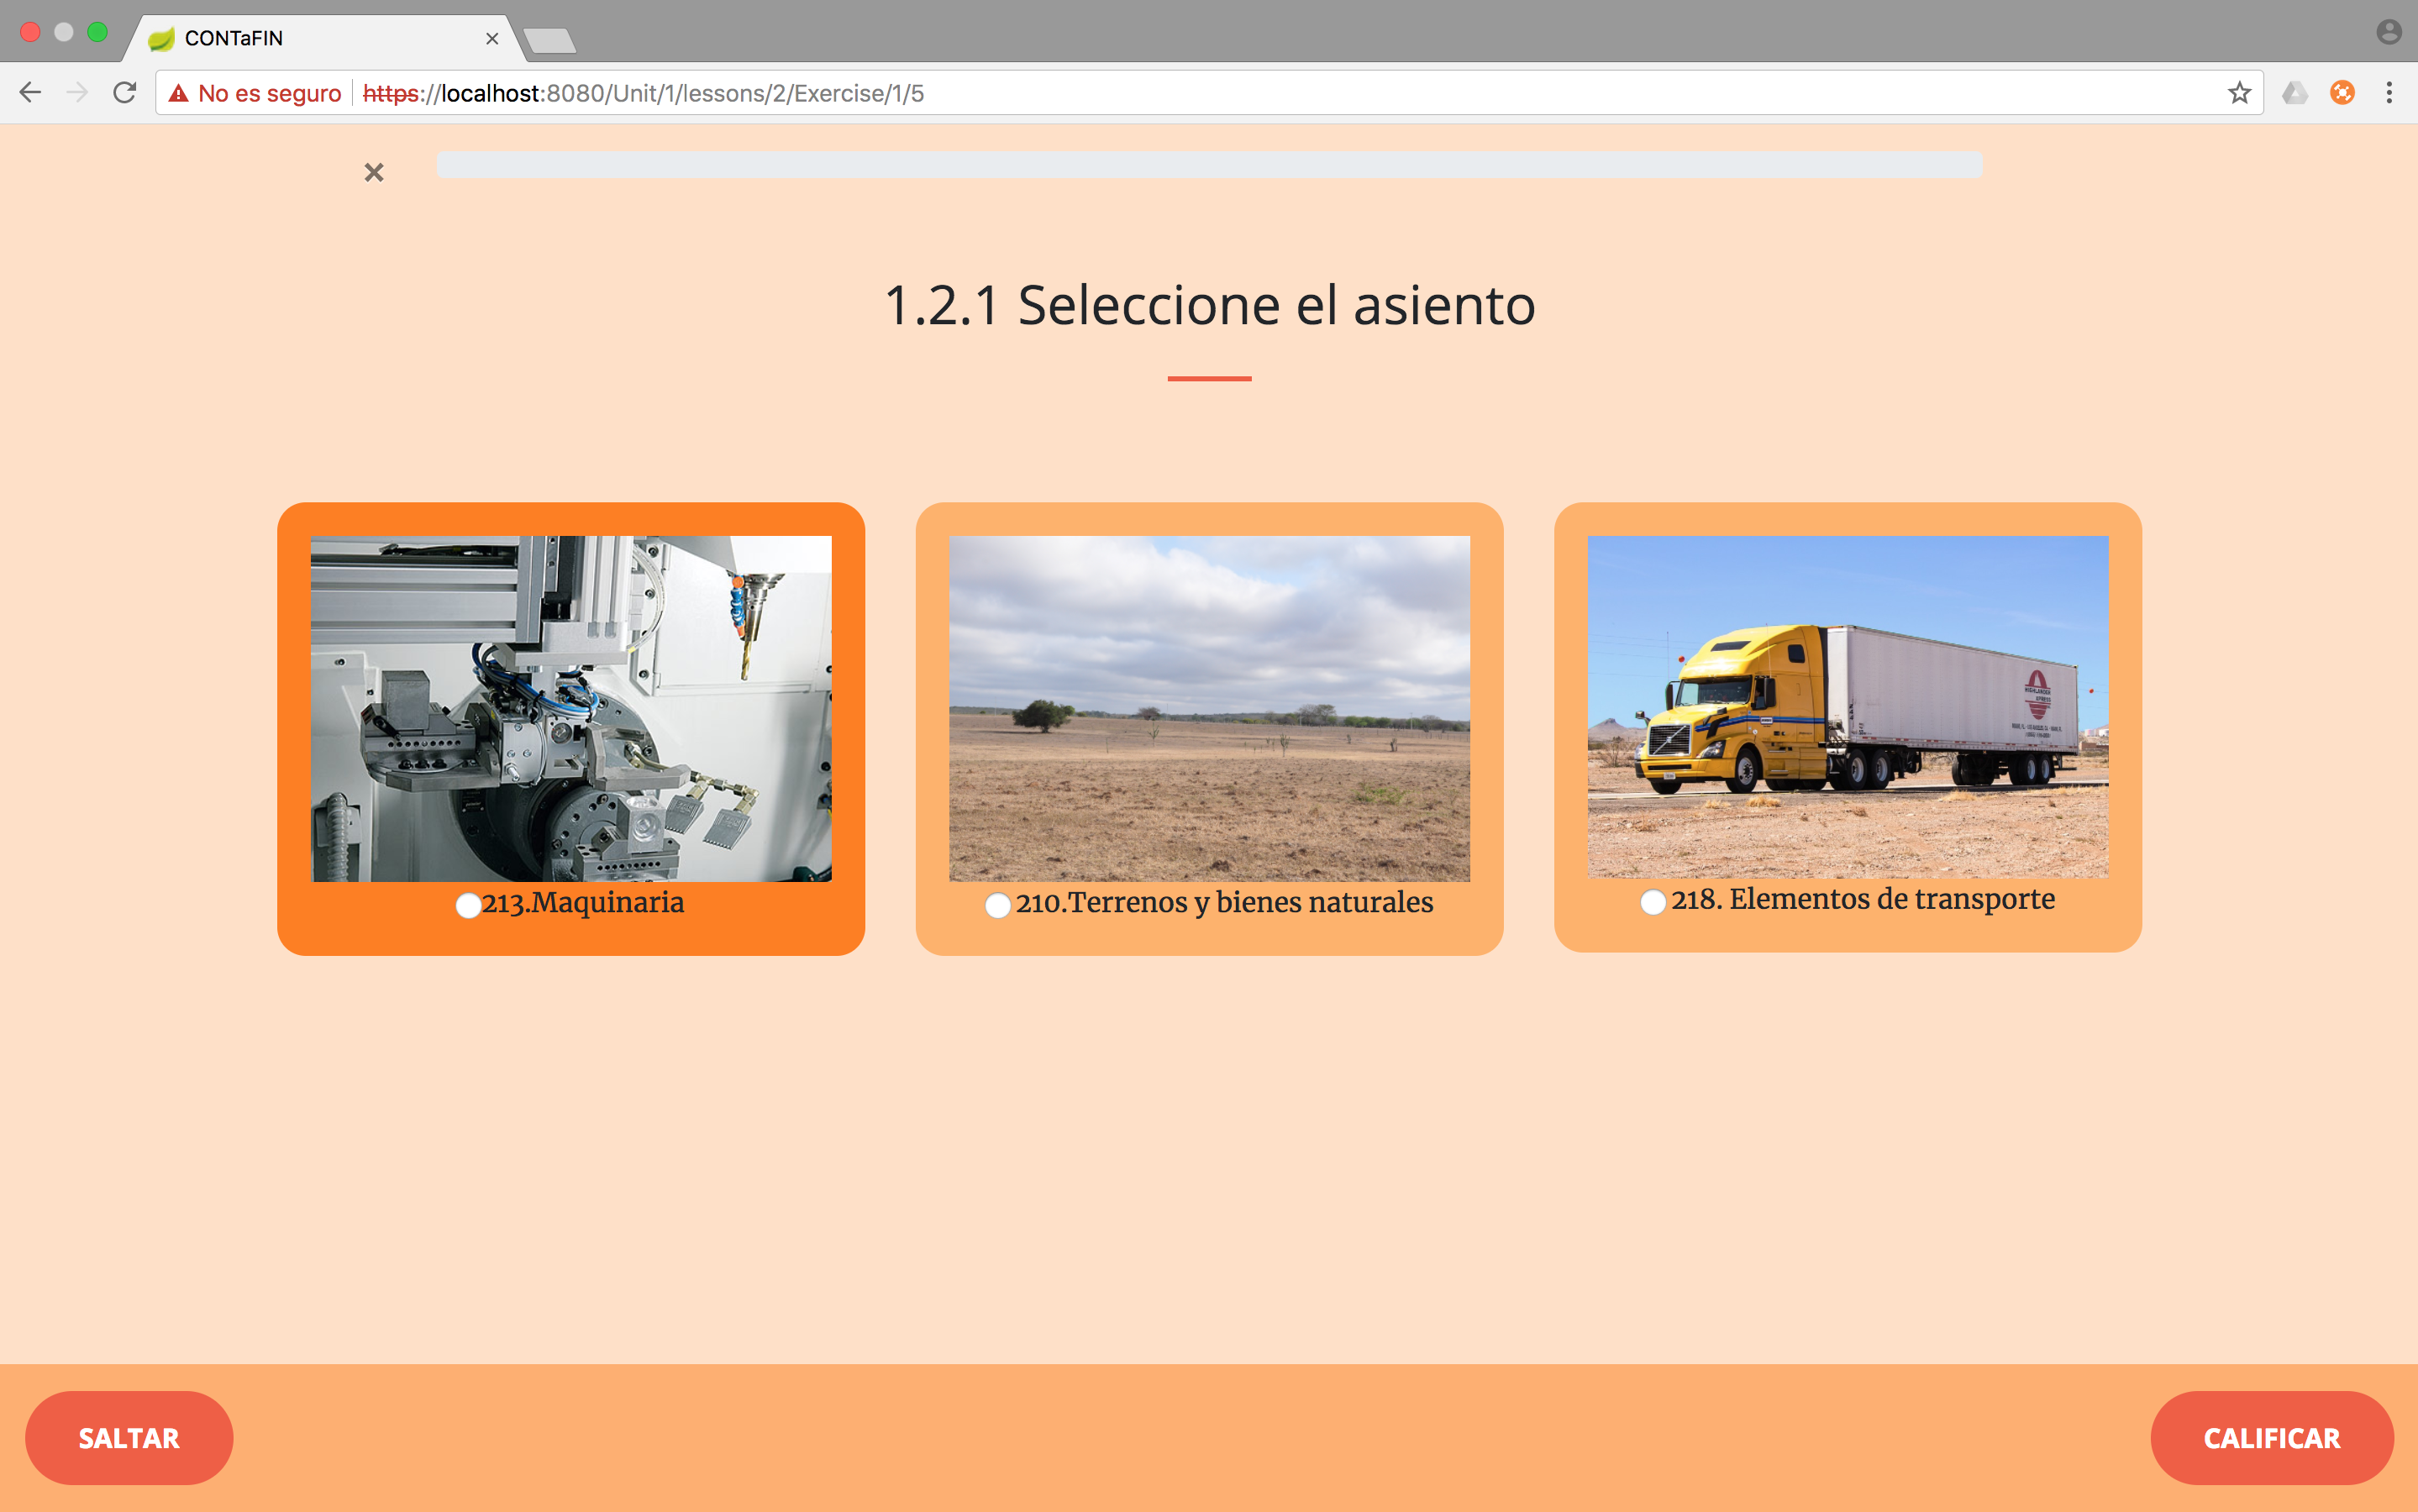 CONTaFIN
No es seguro
https://localhost:8080/Unit/1/lessons/2/Exercise/1/5
1.2.1 Seleccione el asiento
213.Maquinaria
210.Terrenos y bienes naturales
218. Elementos de transporte
SALTAR
CALIFICAR